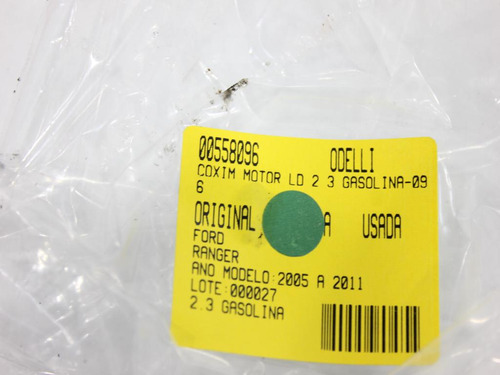 00558096 ODELLI
COXIM MOTOR LD 2 3 GASOLINA-09
6
ORIGINAL, A USADA
FORD
RANGER
ANO MODELO:2005 A 2011
LOTE:000027
2.3 GASOLINA